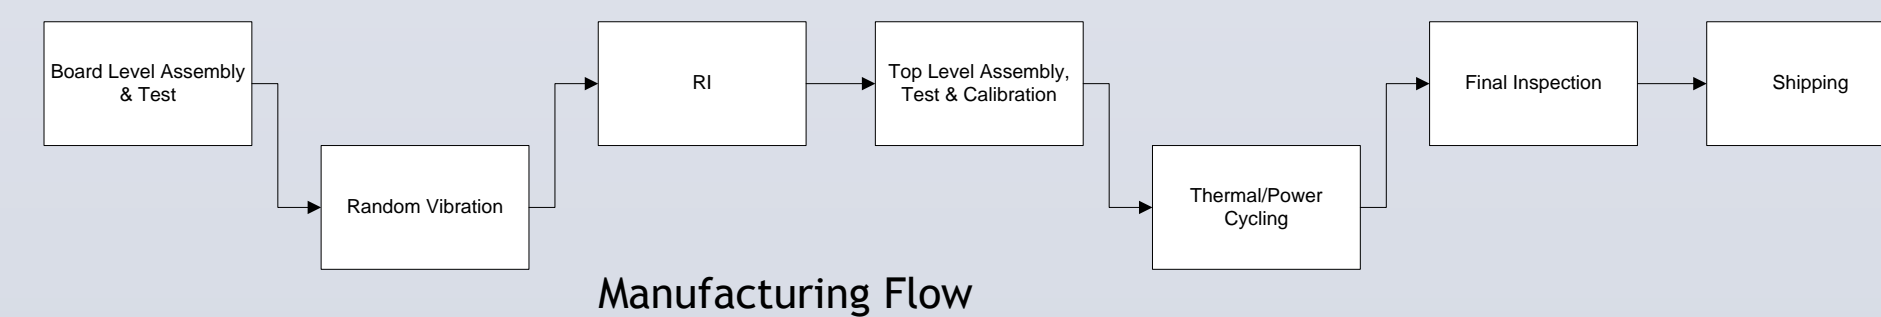 Board Level Assembly
& Test
Random Vibration
RI
Top Level Assembly,
Test & Calibration
Thermal/Power
Cycling
Final Inspection
Shipping
Manufacturing Flow